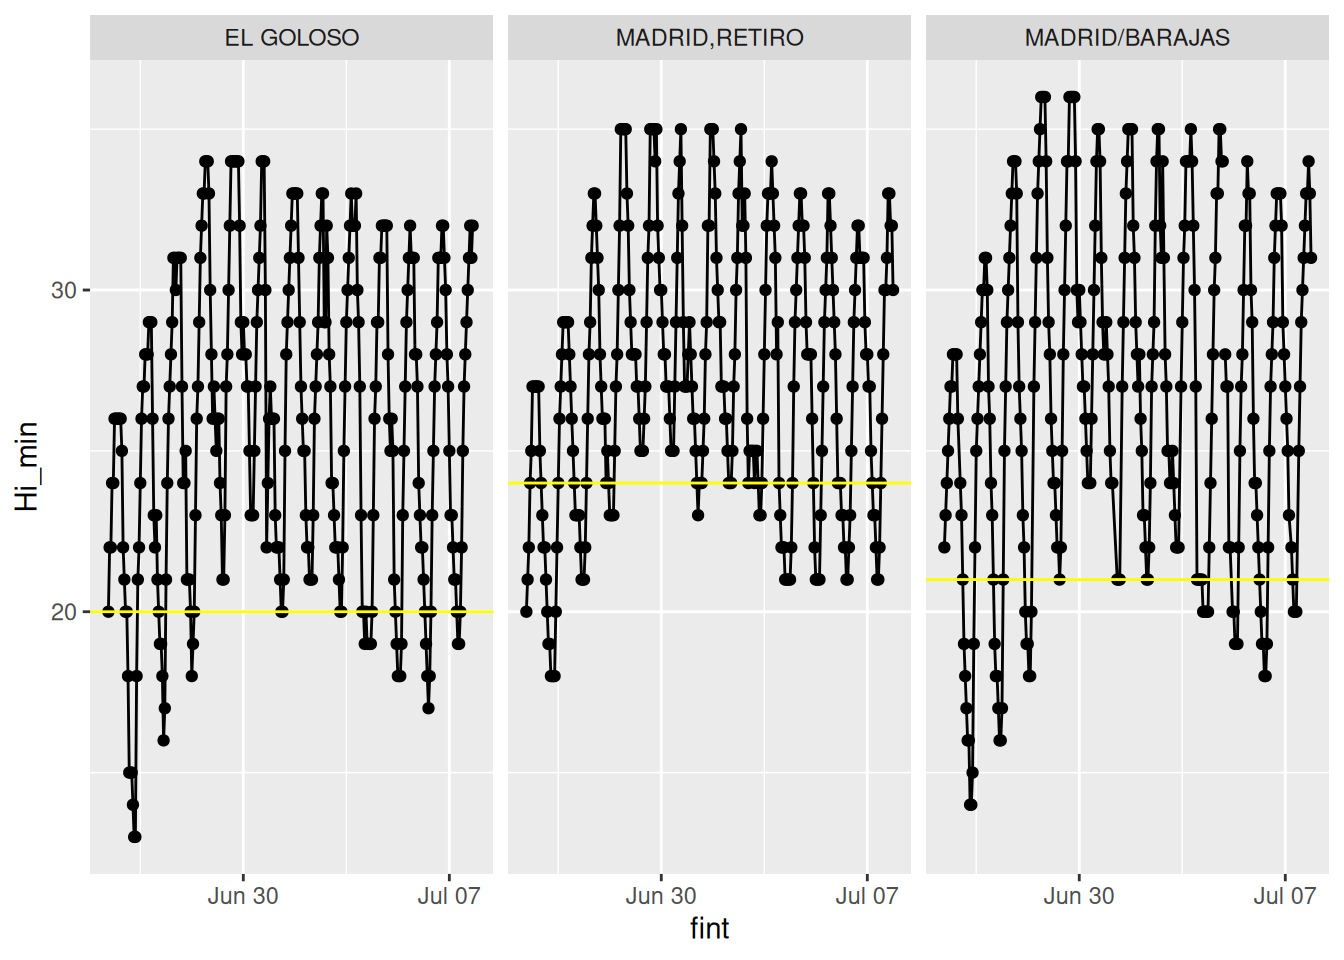 EL GOLOSO
MADRID,RETIRO
MADRID/BARAJAS
Hi_min
30
20
Jun 30
Jul 07
Jun 30
Jul 07
Jun 30
Jul 07
fint